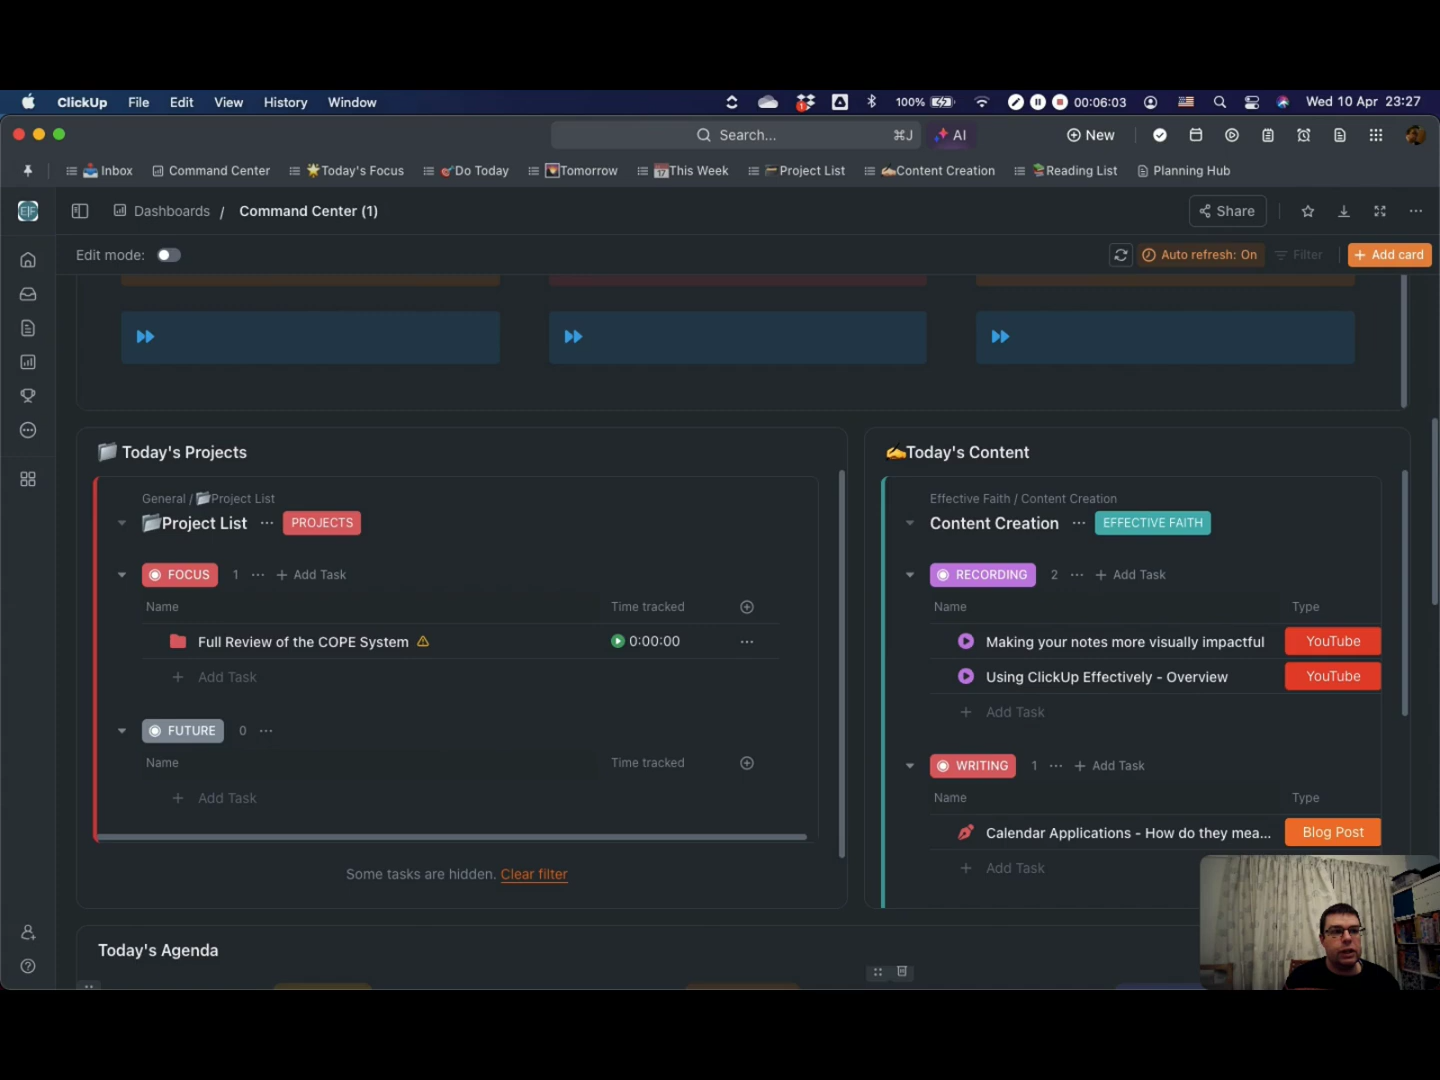 ClickUp File Edit View History Window 100% 00:06:03 Wed 10 Apr 23:27
Search... ⌘J AI New
Inbox Command Center Today's Focus Do Today Tomorrow This Week Project List Content Creation Reading List Planning Hub
Dashboards / Command Center (1) Share
Edit mode: Auto refresh: On Filter + Add card
Today's Projects
General / Project List
Project List ... PROJECTS
FOCUS 1 ... + Add Task
Name Time tracked
Full Review of the COPE System 0:00:00 ...
+ Add Task
FUTURE 0 ...
Name Time tracked
+ Add Task
Some tasks are hidden. Clear filter
Today's Content
Effective Faith / Content Creation
Content Creation ... EFFECTIVE FAITH
RECORDING 2 ... + Add Task
Name Type
Making your notes more visually impactful YouTube
Using ClickUp Effectively - Overview YouTube
+ Add Task
WRITING 1 ... + Add Task
Name Type
Calendar Applications - How do they mea... Blog Post
+ Add Task
Today's Agenda